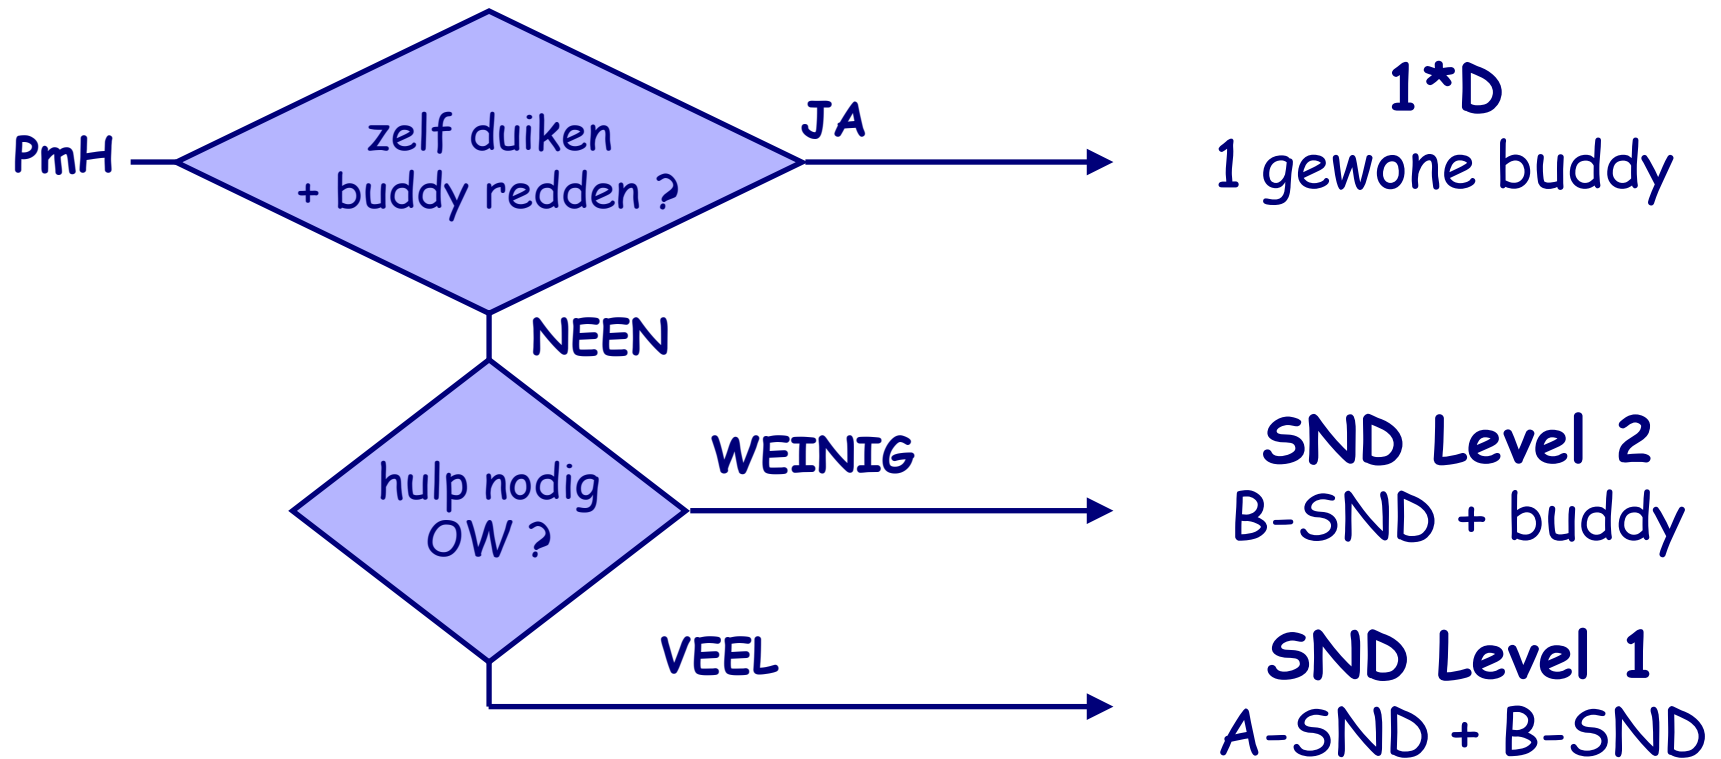 PmH
zelf duiken
+ buddy redden ?
JA
1*D
1 gewone buddy
NEEN
hulp nodig
OW ?
WEINIG
SND Level 2
B-SND + buddy
VEEL
SND Level 1
A-SND + B-SND